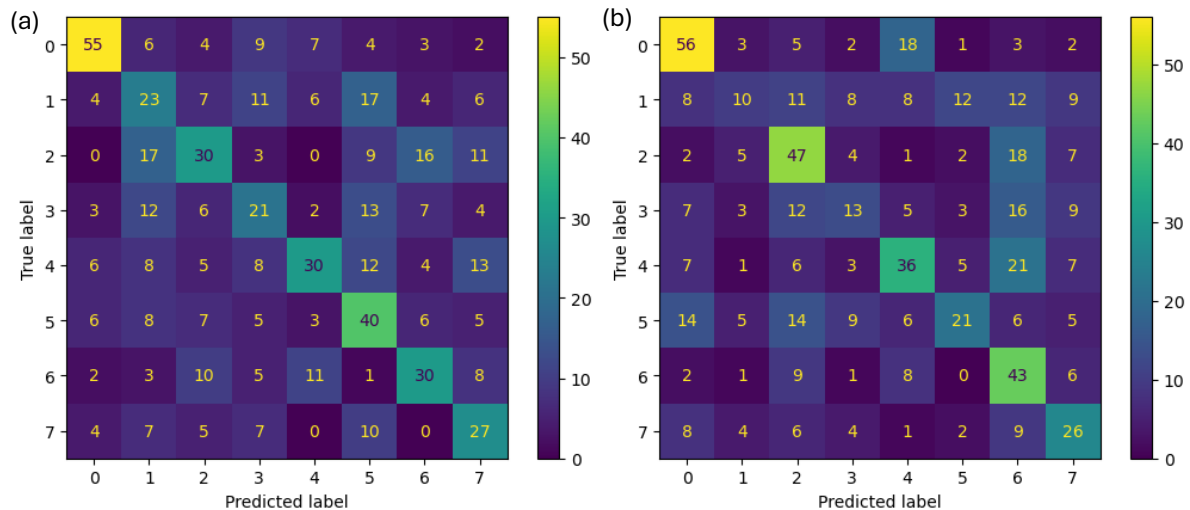 (a)
True label
0 55 6 4 9 7 4 3 2
1 4 23 7 11 6 17 4 6
2 0 17 30 3 0 9 16 11
3 3 12 6 21 2 13 7 4
4 6 8 5 8 30 12 4 13
5 6 8 7 5 3 40 6 5
6 2 3 10 5 11 1 30 8
7 4 7 5 7 0 10 0 27
0 1 2 3 4 5 6 7
Predicted label
50
40
30
20
10
0
(b)
True label
0 56 3 5 2 18 1 3 2
1 8 10 11 8 8 12 12 9
2 2 5 47 4 1 2 18 7
3 7 3 12 13 5 3 16 9
4 7 1 6 3 36 5 21 7
5 14 5 14 9 6 21 6 5
6 2 1 9 1 8 0 43 6
7 8 4 6 4 1 2 9 26
0 1 2 3 4 5 6 7
Predicted label
50
40
30
20
10
0